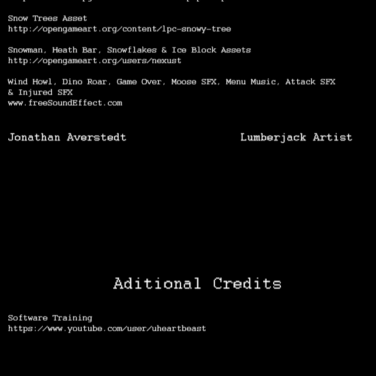 Snow Trees Asset
http://opengameart.org/content/lpc-snowy-tree
Snowman, Heath Bar, Snowflakes & Ice Block Assets
http://opengameart.org/users/nexust
Wind Howl, Dino Roar, Game Over, Moose SFX, Menu Music, Attack SFX
& Injured SFX
www.freeSoundEffect.com
Jonathan Averstedt Lumberjack Artist
Aditional Credits
Software Training
https://www.youtube.com/user/uheartbeast